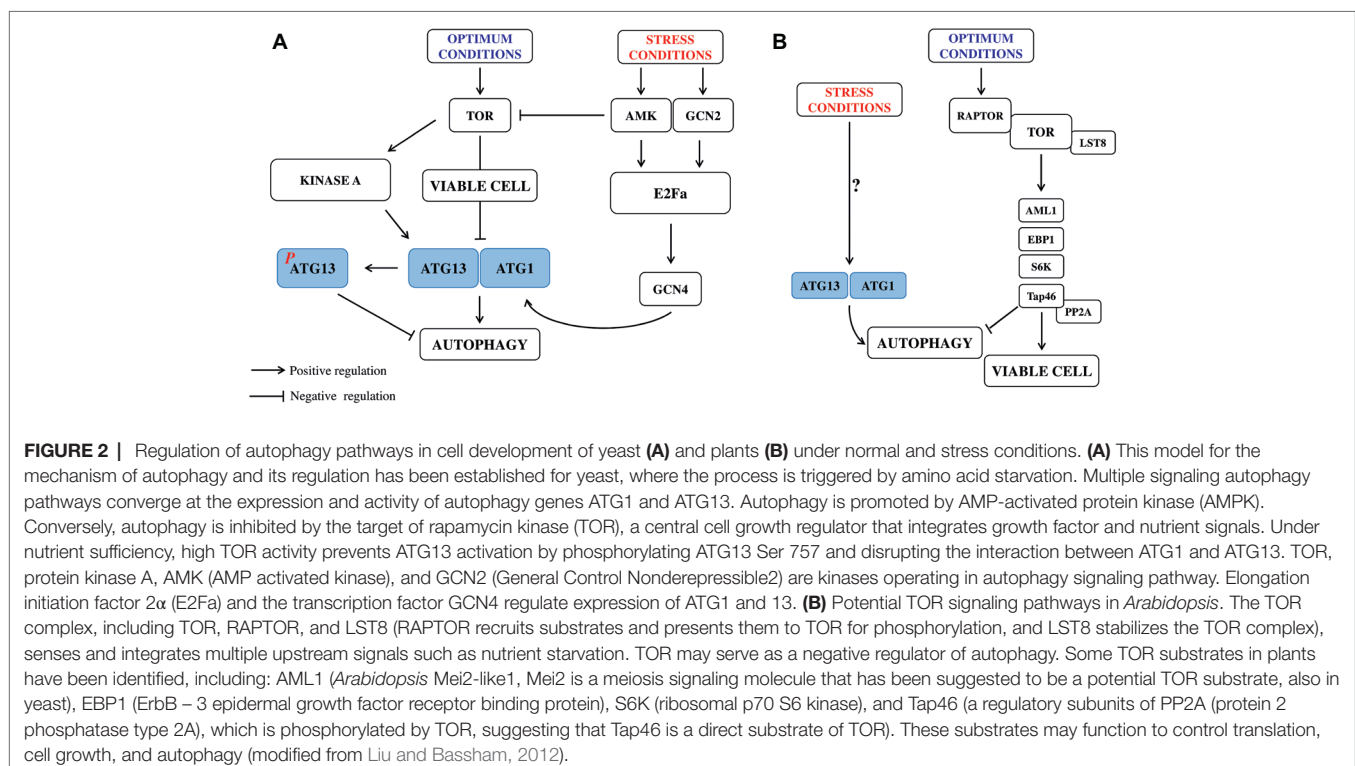 A
OPTIMUM
CONDITIONS
STRESS
CONDITIONS
TOR
AMK
GCN2
KINASE A
VIABLE CELL
E2Fa
P
ATG13
ATG13
ATG1
GCN4
AUTOPHAGY
Positive regulation
Negative regulation
B
OPTIMUM
CONDITIONS
STRESS
CONDITIONS
RAPTOR
TOR
LST8
?
AML1
EBP1
S6K
Tap46
PP2A
ATG13
ATG1
AUTOPHAGY
VIABLE CELL
FIGURE 2 | Regulation of autophagy pathways in cell development of yeast (A) and plants (B) under normal and stress conditions. (A) This model for the
mechanism of autophagy and its regulation has been established for yeast, where the process is triggered by amino acid starvation. Multiple signaling autophagy
pathways converge at the expression and activity of autophagy genes ATG1 and ATG13. Autophagy is promoted by AMP-activated protein kinase (AMPK).
Conversely, autophagy is inhibited by the target of rapamycin kinase (TOR), a central cell growth regulator that integrates growth factor and nutrient signals. Under
nutrient sufficiency, high TOR activity prevents ATG13 activation by phosphorylating ATG13 Ser 757 and disrupting the interaction between ATG1 and ATG13. TOR,
protein kinase A, AMK (AMP activated kinase), and GCN2 (General Control Nonderepressible2) are kinases operating in autophagy signaling pathway. Elongation
initiation factor 2α (E2Fa) and the transcription factor GCN4 regulate expression of ATG1 and 13. (B) Potential TOR signaling pathways in Arabidopsis. The TOR
complex, including TOR, RAPTOR, and LST8 (RAPTOR recruits substrates and presents them to TOR for phosphorylation, and LST8 stabilizes the TOR complex),
senses and integrates multiple upstream signals such as nutrient starvation. TOR may serve as a negative regulator of autophagy. Some TOR substrates in plants
have been identified, including: AML1 (Arabidopsis Mei2-like1, Mei2 is a meiosis signaling molecule that has been suggested to be a potential TOR substrate, also in
yeast), EBP1 (ErbB – 3 epidermal growth factor receptor binding protein), S6K (ribosomal p70 S6 kinase), and Tap46 (a regulatory subunits of PP2A (protein 2
phosphatase type 2A), which is phosphorylated by TOR, suggesting that Tap46 is a direct substrate of TOR). These substrates may function to control translation,
cell growth, and autophagy (modified from Liu and Bassham, 2012).